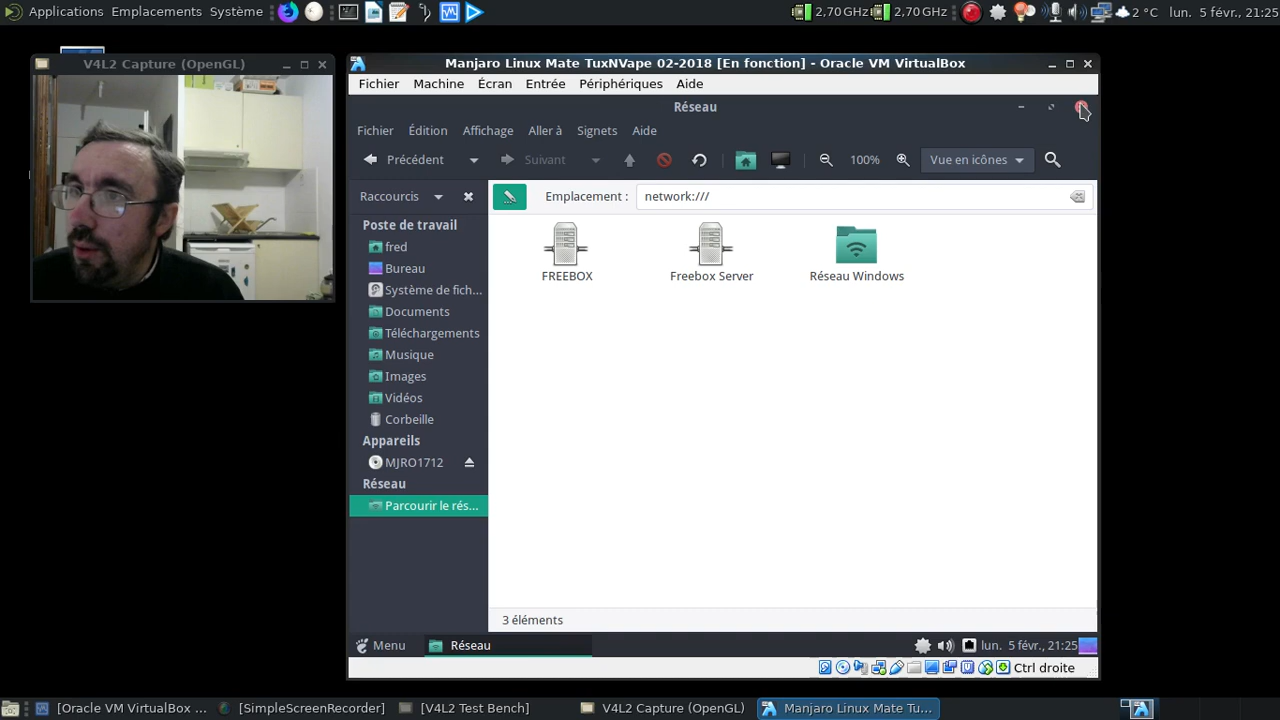 Applications Emplacements Système 2,70 GHz 2,70 GHz 2 °C lun. 5 févr., 21:25
V4L2 Capture (OpenGL)
Manjaro Linux Mate TuxNVape 02-2018 [En fonction] - Oracle VM VirtualBox
Fichier Machine Écran Entrée Périphériques Aide
Réseau
Fichier Édition Affichage Aller à Signets Aide
Précédent Suivant 100% Vue en icônes
Raccourcis Emplacement : network:///
Poste de travail
fred
Bureau
Système de fich...
Documents
Téléchargements
Musique
Images
Vidéos
Corbeille
Appareils
MJRO1712
Réseau
Parcourir le rés...
FREEBOX Freebox Server Réseau Windows
3 éléments
Menu Réseau lun. 5 févr., 21:25
Ctrl droite
[Oracle VM VirtualBox ... [SimpleScreenRecorder] [V4L2 Test Bench] V4L2 Capture (OpenGL) Manjaro Linux Mate Tu...